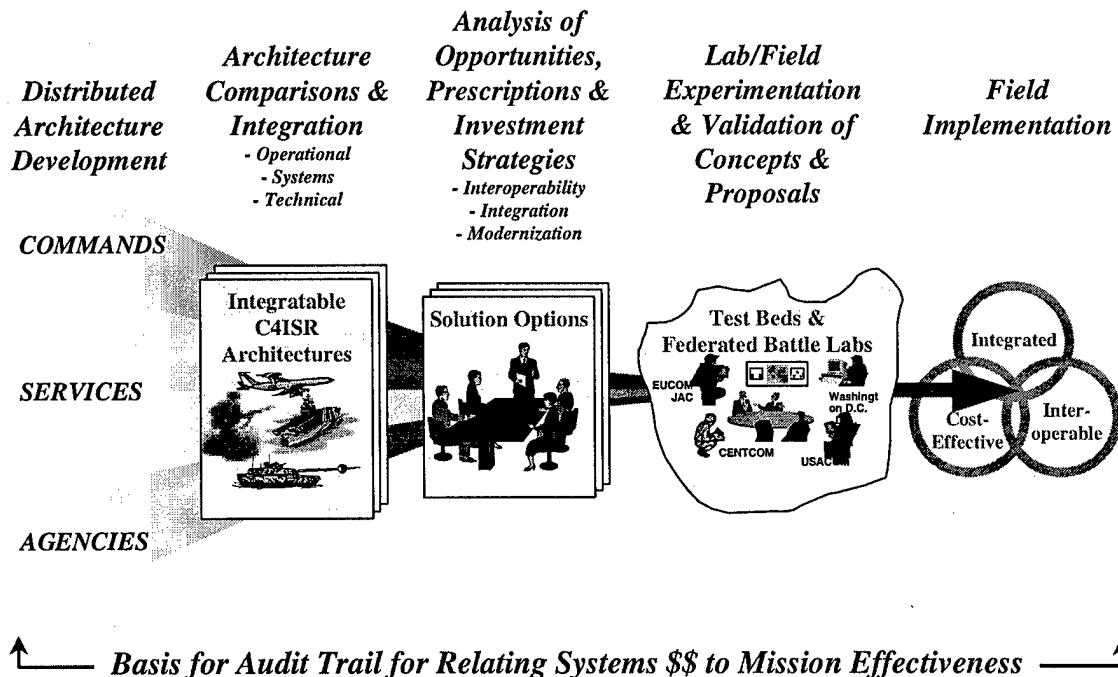 Distributed
Architecture
Development
Architecture
Comparisons &
Integration
- Operational
- Systems
- Technical
Analysis of
Opportunities,
Prescriptions &
Investment
Strategies
- Interoperability
- Integration
- Modernization
Lab/Field
Experimentation
& Validation of
Concepts &
Proposals
Field
Implementation
COMMANDS
SERVICES
AGENCIES
Integratable
C4ISR
Architectures
Solution Options
Test Beds &
Federated Battle Labs
EUCOM
JAC
Washingt
on D.C.
CENTCOM
USACOM
Integrated
Cost-
Effective
Inter-
operable
Basis for Audit Trail for Relating Systems $$ to Mission Effectiveness